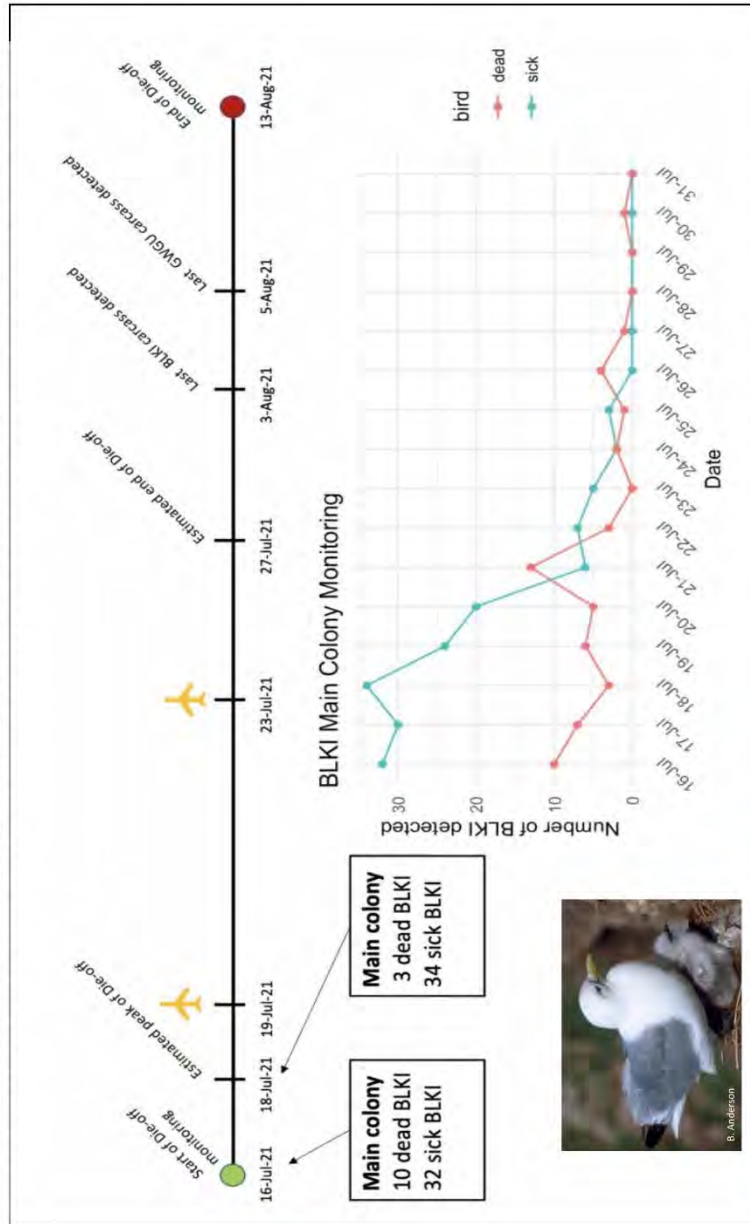 Start of Die-off
monitoring
Estimated peak of Die-off
Estimated end of Die-off
Last BLKI carcass detected
Last GWGU carcass detected
End of Die-off
monitoring
16-Jul-21
18-Jul-21
19-Jul-21
23-Jul-21
27-Jul-21
3-Aug-21
5-Aug-21
13-Aug-21
Main colony
10 dead BLKI
32 sick BLKI
Main colony
3 dead BLKI
34 sick BLKI
BLKI Main Colony Monitoring
Number of BLKI detected
30
20
10
0
16-Jul
17-Jul
18-Jul
19-Jul
20-Jul
21-Jul
22-Jul
23-Jul
24-Jul
25-Jul
26-Jul
27-Jul
28-Jul
29-Jul
30-Jul
31-Jul
Date
bird
dead
sick
B. Anderson